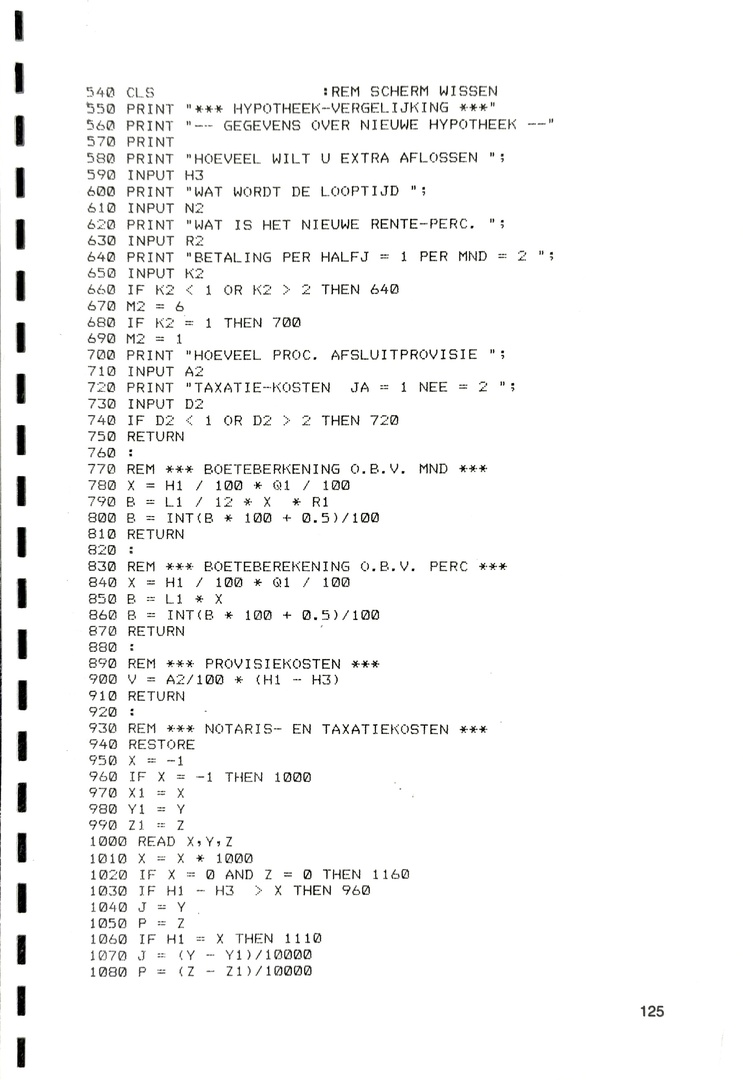 540 CLS :REM SCHERM WISSEN
550 PRINT "*** HYPOTHEEK-VERGELIJKING ***"
560 PRINT "-- GEGEVENS OVER NIEUWE HYPOTHEEK --"
570 PRINT
580 PRINT "HOEVEEL WILT U EXTRA AFLOSSEN ";
590 INPUT H3
600 PRINT "WAT WORDT DE LOOPTIJD ";
610 INPUT N2
620 PRINT "WAT IS HET NIEUWE RENTE-PERC. ";
630 INPUT R2
640 PRINT "BETALING PER HALFJ = 1 PER MND = 2 ";
650 INPUT K2
660 IF K2 < 1 OR K2 > 2 THEN 640
670 M2 = 6
680 IF K2 = 1 THEN 700
690 M2 = 1
700 PRINT "HOEVEEL PROC. AFSLUITPROVISIE ";
710 INPUT A2
720 PRINT "TAXATIE-KOSTEN  JA = 1 NEE = 2 ";
730 INPUT D2
740 IF D2 < 1 OR D2 > 2 THEN 720
750 RETURN
760 :
770 REM *** BOETEBERKENING O.B.V. MND ***
780 X = H1 / 100 * Q1 / 100
790 B = L1 / 12 * X  * R1
800 B = INT(B * 100 + 0.5)/100
810 RETURN
820 :
830 REM *** BOETEBEREKENING O.B.V. PERC ***
840 X = H1 / 100 * Q1 / 100
850 B = L1 * X
860 B = INT(B * 100 + 0.5)/100
870 RETURN
880 :
890 REM *** PROVISIEKOSTEN ***
900 V = A2/100 * (H1 - H3)
910 RETURN
920 :
930 REM *** NOTARIS- EN TAXATIEKOSTEN ***
940 RESTORE
950 X = -1
960 IF X = -1 THEN 1000
970 X1 = X
980 Y1 = Y
990 Z1 = Z
1000 READ X,Y,Z
1010 X = X * 1000
1020 IF X = 0 AND Z = 0 THEN 1160
1030 IF H1 - H3  > X THEN 960
1040 J = Y
1050 P = Z
1060 IF H1 = X THEN 1110
1070 J = (Y - Y1)/10000
1080 P = (Z - Z1)/10000
125